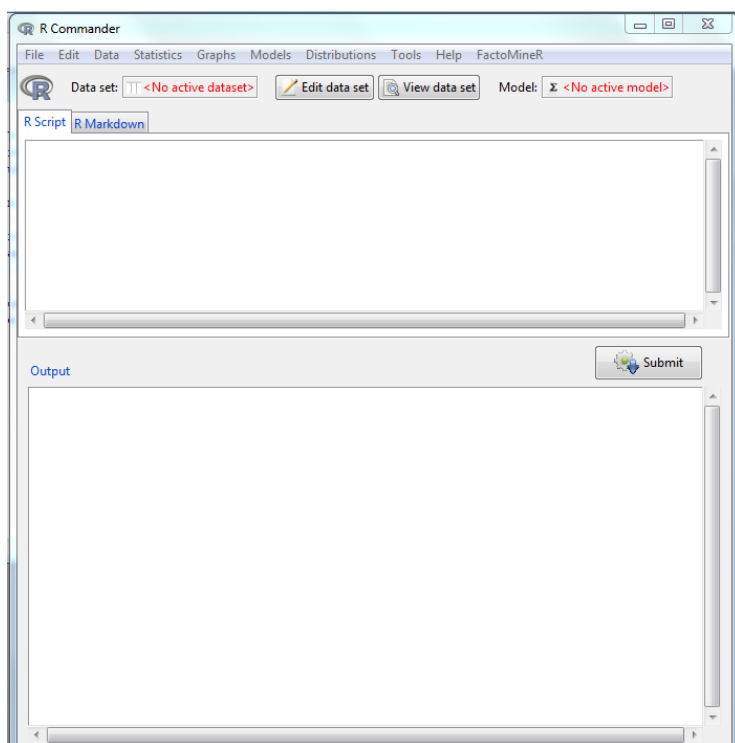 R Commander
File Edit Data Statistics Graphs Models Distributions Tools Help FactoMineR
R Data set: <No active dataset> Edit data set View data set Model: Σ <No active model>
R Script R Markdown
Submit
Output